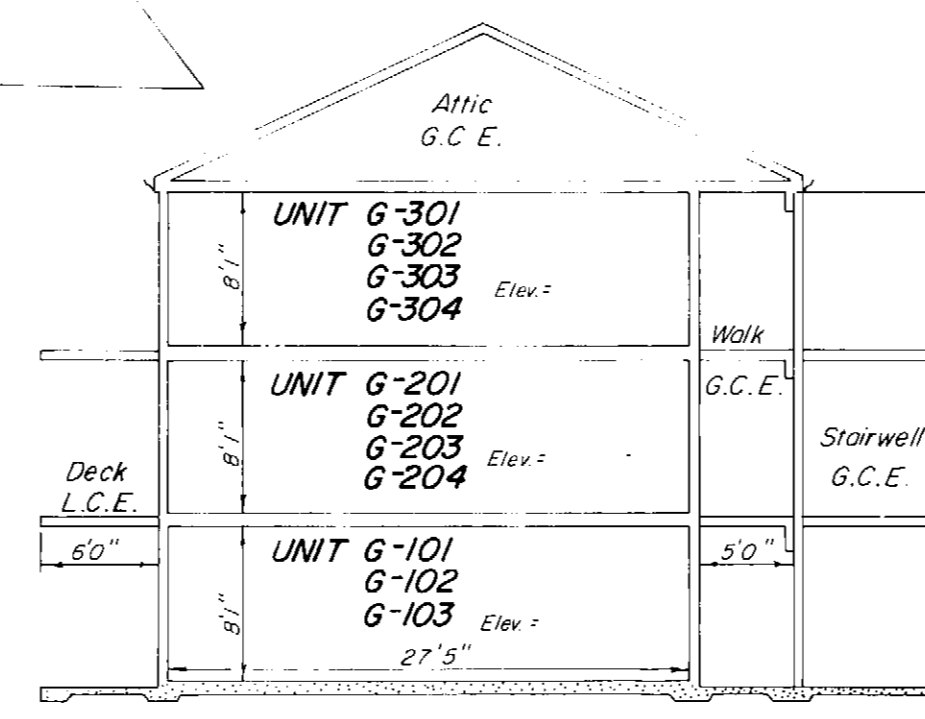 Attic
G.C E.
UNIT G-301
G-302
G-303
G-304
Elev.=
8'1"
Walk
G.C.E.
UNIT G-201
G-202
G-203
G-204
Elev.=
8'1"
Deck
L.C.E.
Stairwell
G.C.E.
6'0"
UNIT G-101
G-102
G-103
Elev. =
8'1"
5'0"
27'5"